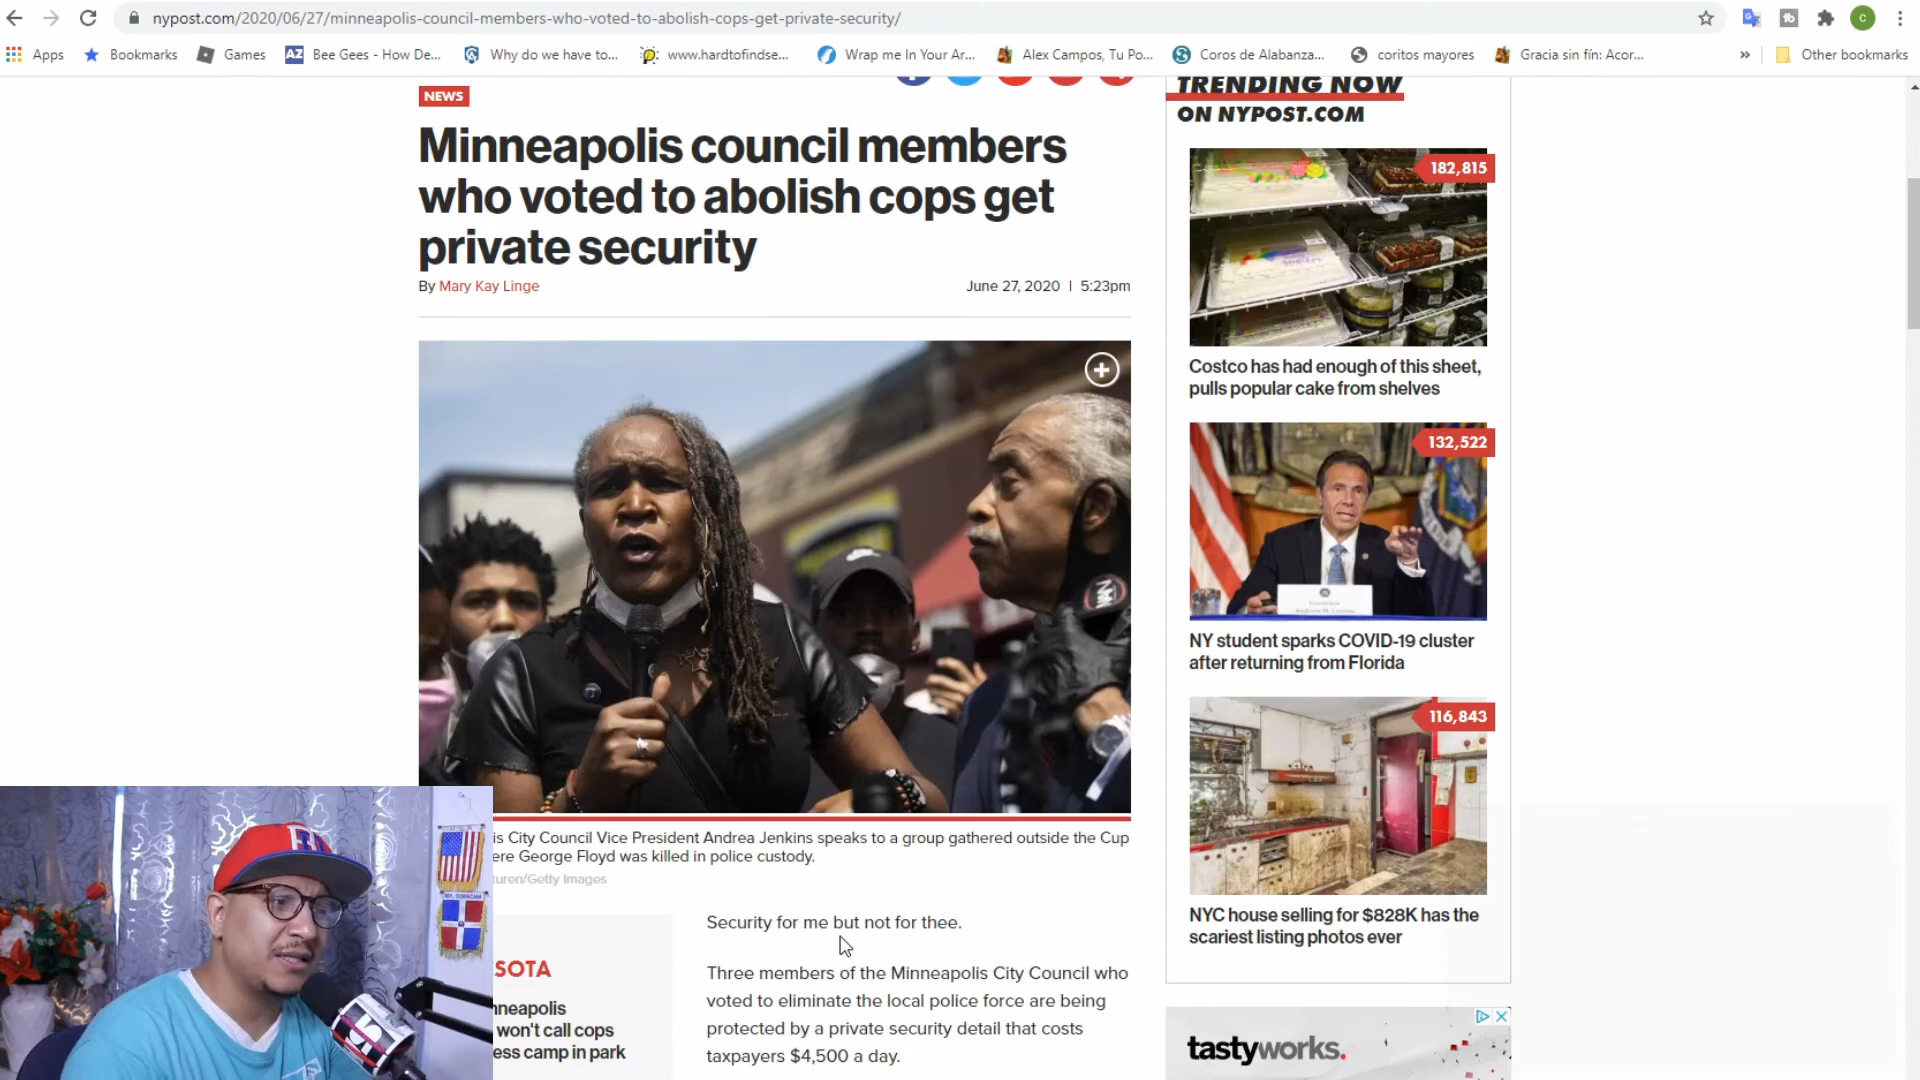 nypost.com/2020/06/27/minneapolis-council-members-who-voted-to-abolish-cops-get-private-security/
C
Apps
Bookmarks
Games
AZ
Bee Gees - How De...
Why do we have to...
www.hardtofindse...
Wrap me In Your Ar...
Alex Campos, Tu Po...
Coros de Alabanza...
coritos mayores
Gracia sin fín: Acor...
»
Other bookmarks
NEWS
Minneapolis council members
who voted to abolish cops get
private security
By Mary Kay Linge
June 27, 2020 | 5:23pm
is City Council Vice President Andrea Jenkins speaks to a group gathered outside the Cup
ere George Floyd was killed in police custody.
turen/Getty Images
SOTA
nneapolis
won't call cops
ess camp in park
Security for me but not for thee.
Three members of the Minneapolis City Council who
voted to eliminate the local police force are being
protected by a private security detail that costs
taxpayers $4,500 a day.
TRENDING NOW
ON NYPOST.COM
182,815
Costco has had enough of this sheet,
pulls popular cake from shelves
132,522
NY student sparks COVID-19 cluster
after returning from Florida
116,843
NYC house selling for $828K has the
scariest listing photos ever
tastyworks.